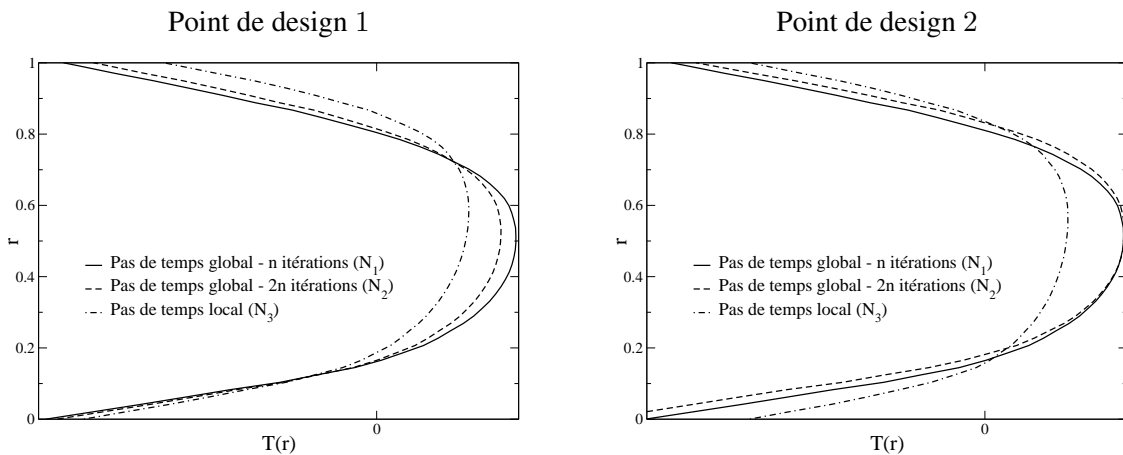 Point de design 1
1
0.8
0.6
r
0.4
0.2
0
Pas de temps global - n itérations (N₁)
Pas de temps global - 2n itérations (N₂)
Pas de temps local (N₃)
0
T(r)
Point de design 2
1
0.8
0.6
r
0.4
0.2
0
Pas de temps global - n itérations (N₁)
Pas de temps global - 2n itérations (N₂)
Pas de temps local (N₃)
0
T(r)